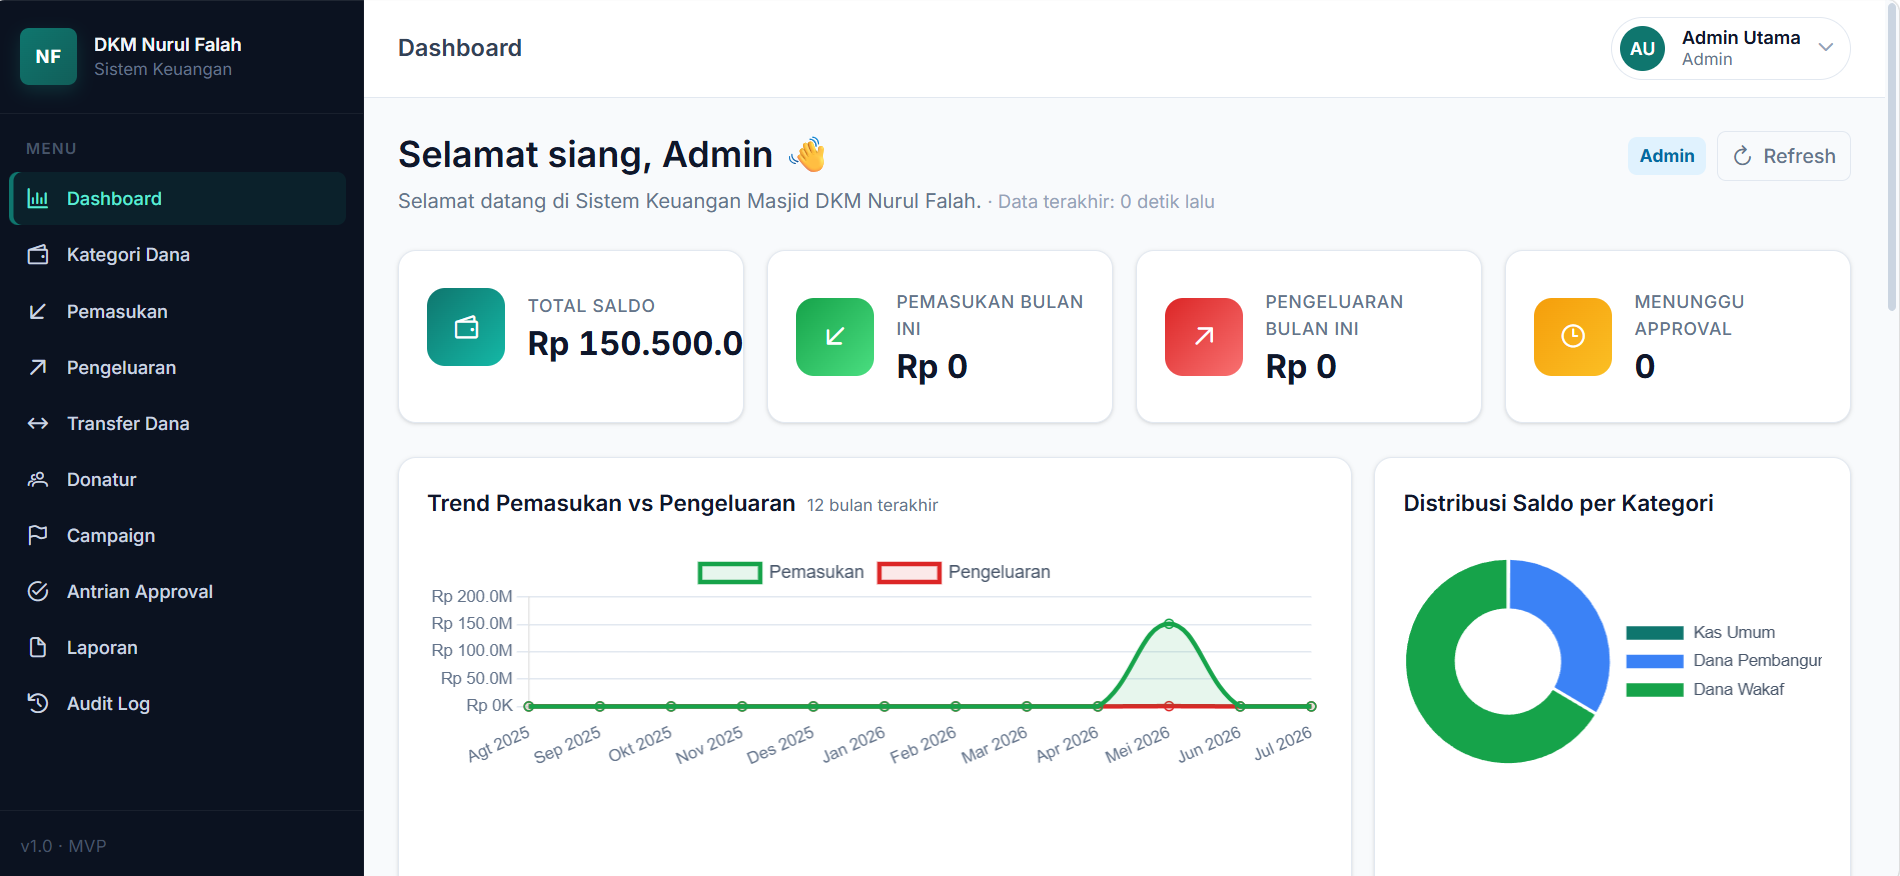 NF
DKM Nurul Falah
Sistem Keuangan
MENU
Dashboard
Kategori Dana
Pemasukan
Pengeluaran
Transfer Dana
Donatur
Campaign
Antrian Approval
Laporan
Audit Log
v1.0 · MVP
Dashboard
AU
Admin Utama
Admin
Selamat siang, Admin 👋
Selamat datang di Sistem Keuangan Masjid DKM Nurul Falah. · Data terakhir: 0 detik lalu
Admin
Refresh
TOTAL SALDO
Rp 150.500.0
PEMASUKAN BULAN
INI
Rp 0
PENGELUARAN
BULAN INI
Rp 0
MENUNGGU
APPROVAL
0
Trend Pemasukan vs Pengeluaran 12 bulan terakhir
Pemasukan Pengeluaran
Rp 200.0M
Rp 150.0M
Rp 100.0M
Rp 50.0M
Rp 0K
Agt 2025 Sep 2025 Okt 2025 Nov 2025 Des 2025 Jan 2026 Feb 2026 Mar 2026 Apr 2026 Mei 2026 Jun 2026 Jul 2026
Distribusi Saldo per Kategori
Kas Umum
Dana Pembangur
Dana Wakaf